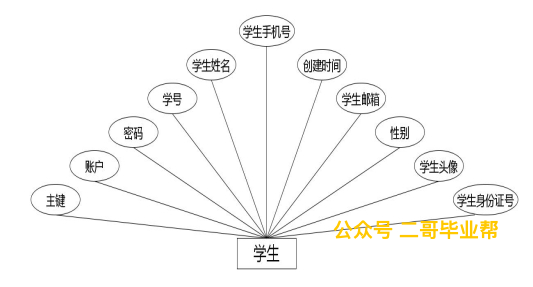 学生手机号
学生姓名
创建时间
学号
学生邮箱
密码
性别
账户
学生头像
主键
学生身份证号
公众号 二哥毕业帮
学生